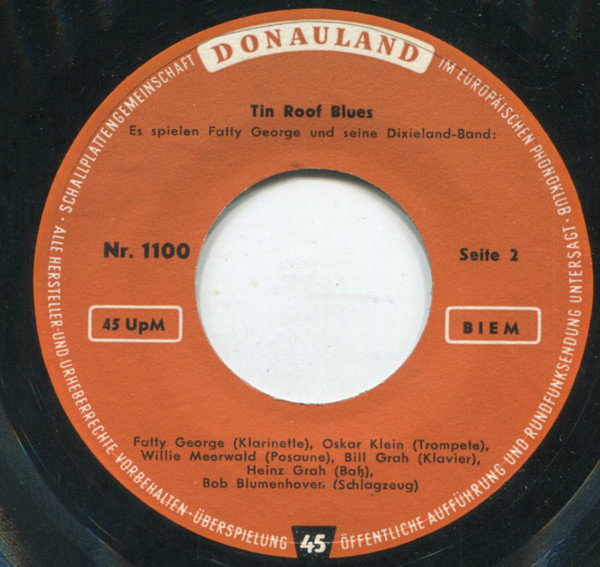 DONAULAND
SCHALLPLATTENGEMEINSCHAFT
IM EUROPÄISCHEN PHONOKLUB ·
Tin Roof Blues
Es spielen Fatty George und seine Dixieland-Band:
Nr. 1100
Seite 2
45 UpM
BIEM
Fatty George (Klarinette), Oskar Klein (Trompete),
Willie Meerwald (Posaune), Bill Grah (Klavier),
Heinz Grah (Baß),
Bob Blumenhoven (Schlagzeug)
· ALLE HERSTELLER-UND URHEBERRECHTE VORBEHALTEN-ÜBERSPIELUNG
45
ÖFFENTLICHE AUFFÜHRUNG UND RUNDFUNKSENDUNG UNTERSAGT ·